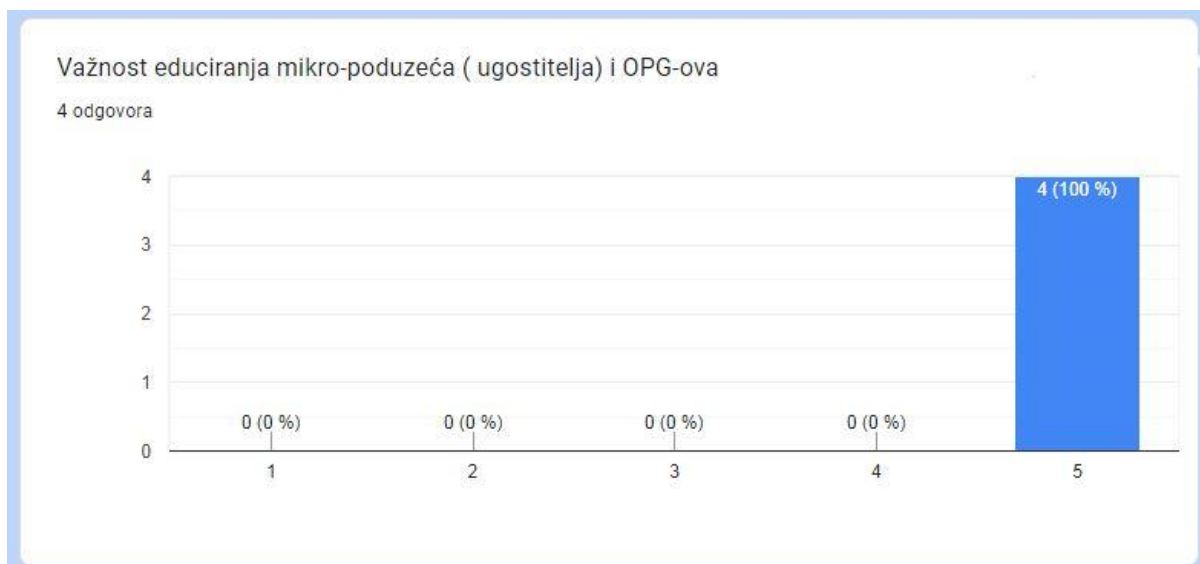 Važnost educiranja mikro-poduzeća ( ugostitelja) i OPG-ova
4 odgovora
4
4 (100 %)
3
2
1
0 (0 %) 0 (0 %) 0 (0 %) 0 (0 %)
0
1 2 3 4 5